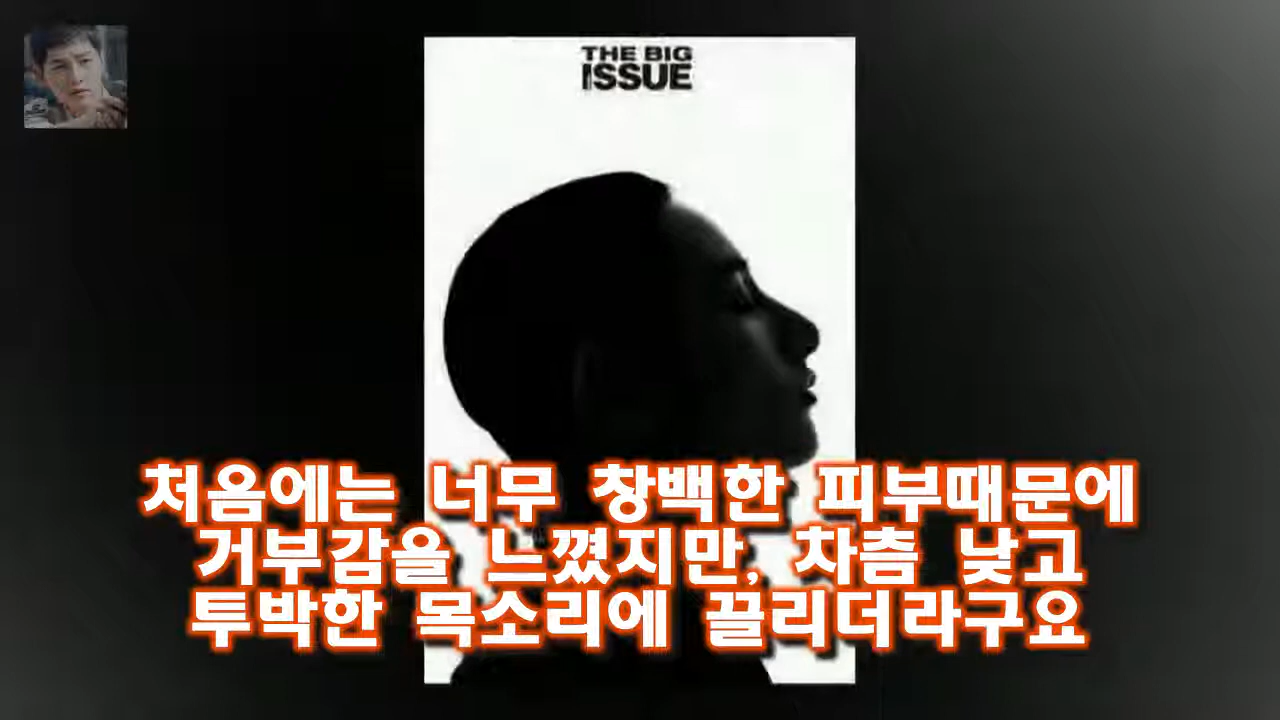 THE BIG
ISSUE
처음에는 너무 창백한 피부때문에
거부감을 느꼈지만, 차츰 낮고
투박한 목소리에 끌리더라구요